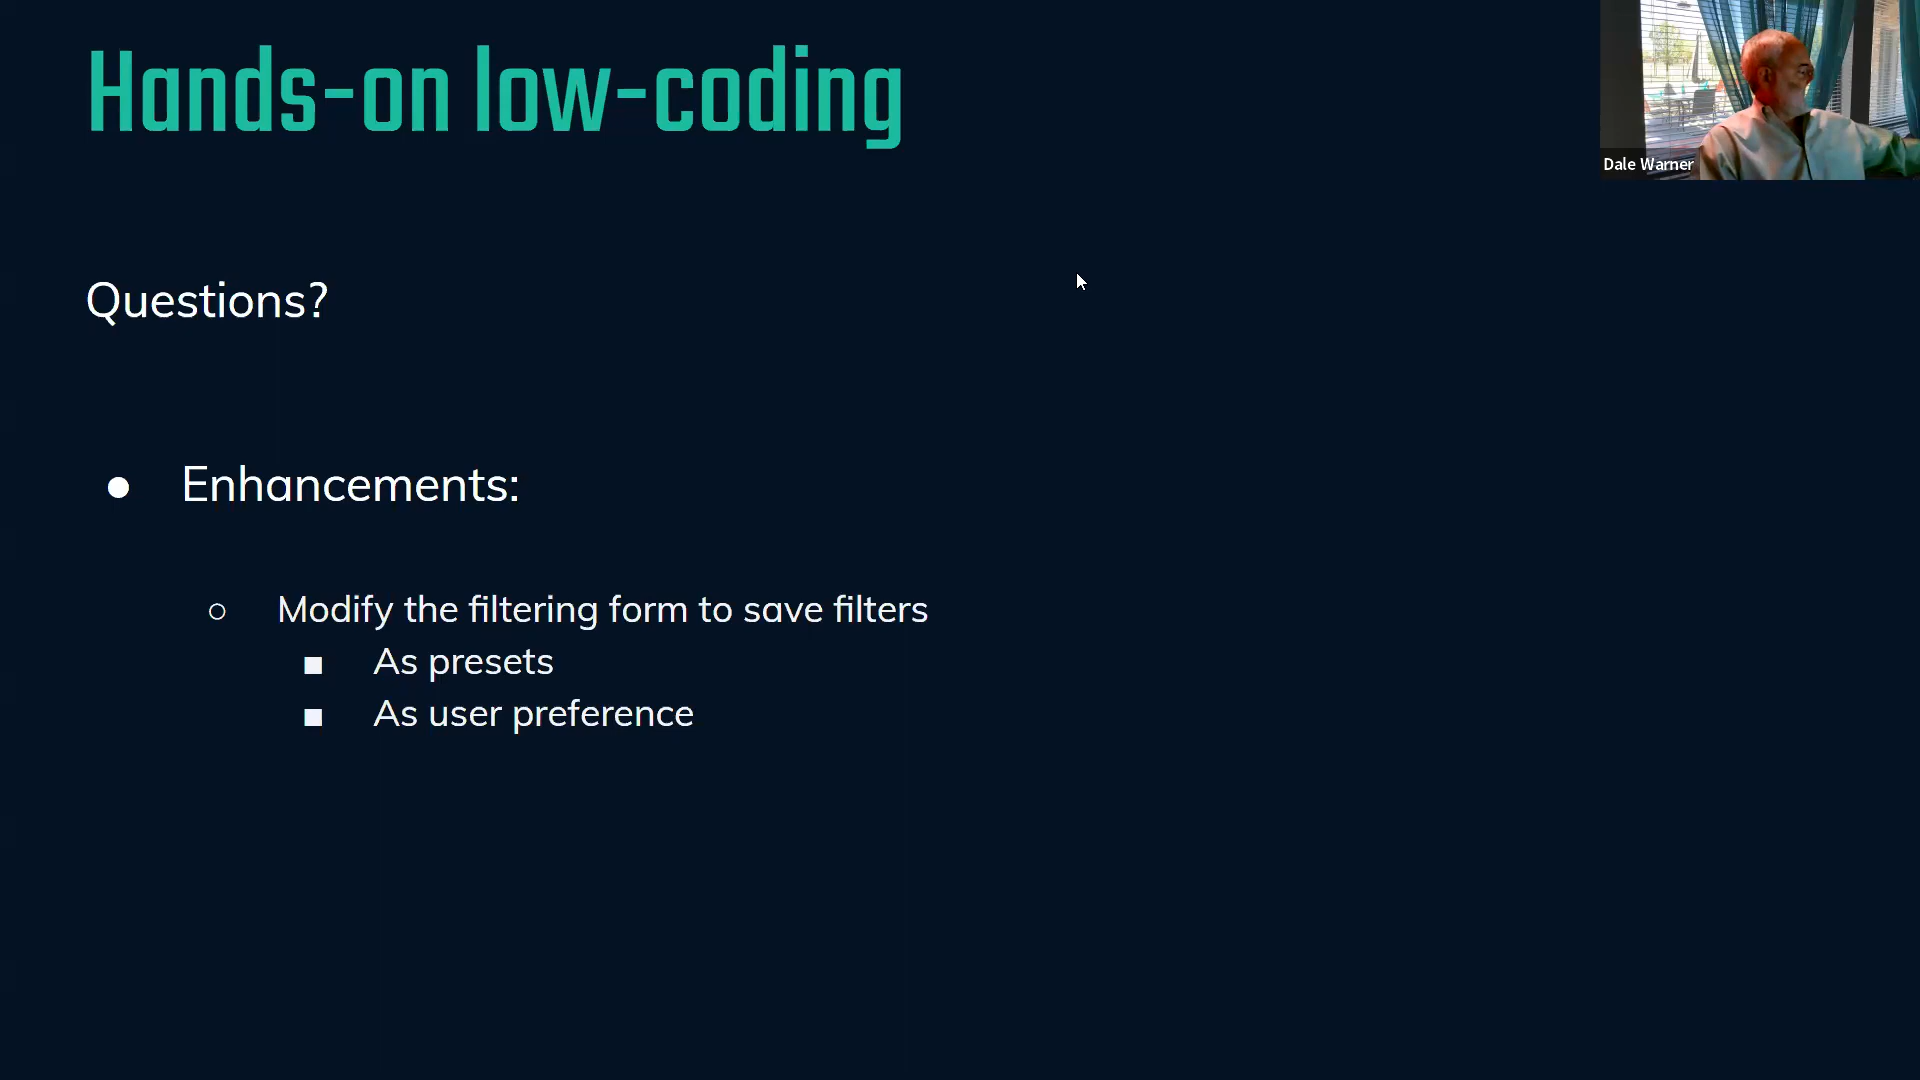 Hands-on low-coding
Dale Warner
Questions?
Enhancements:
Modify the filtering form to save filters
As presets
As user preference